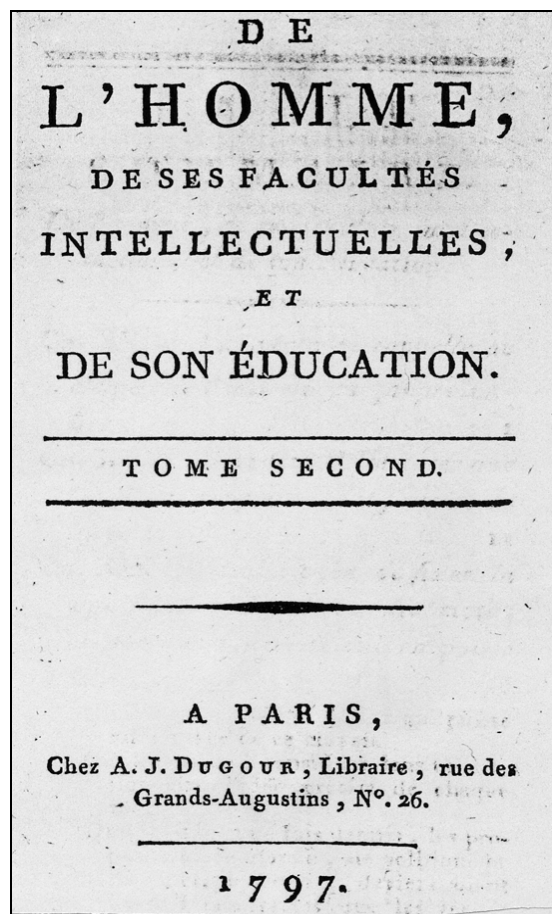 DE
L'HOMME,
DE SES FACULTÉS
INTELLECTUELLES,
ET
DE SON ÉDUCATION.
TOME SECOND.
A PARIS,
Chez A. J. DUGOUR, Libraire, rue des
Grands-Augustins, N°. 26.
1797.